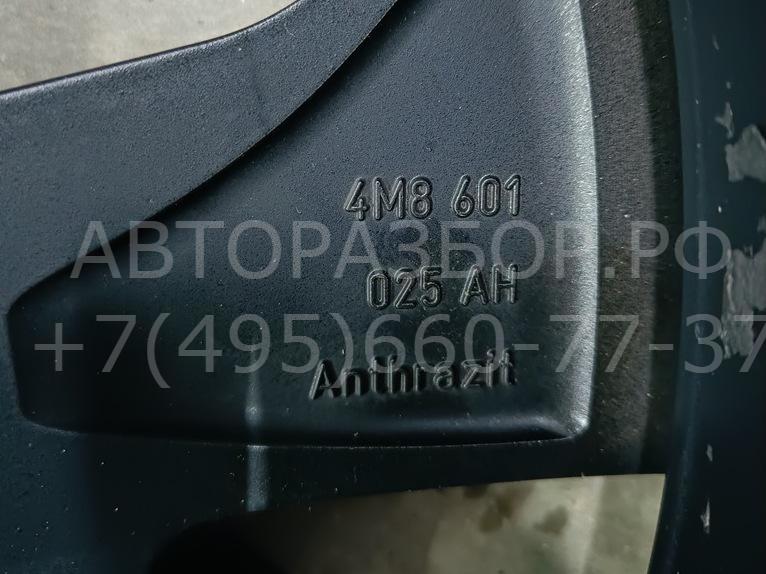 4M8 601
АВТОРАЗБОР.РФ
025 AH
+7(495)660-77-37
Anthrazit